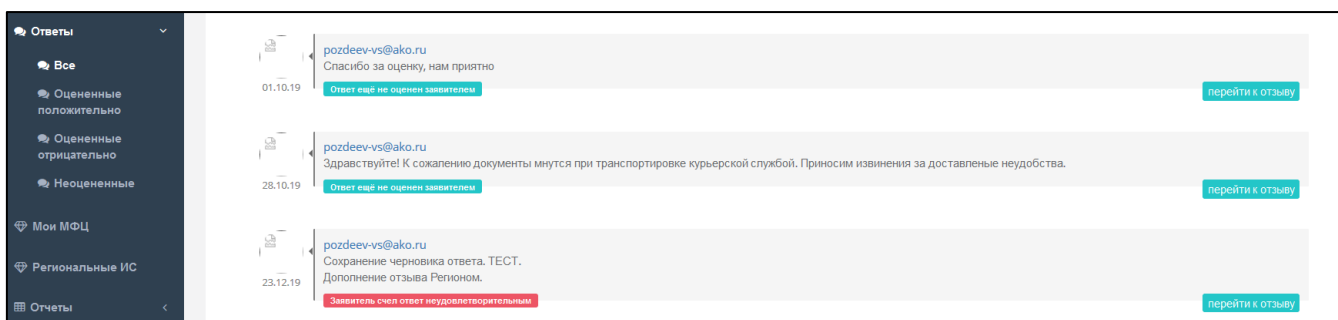 Ответы
Все
Оцененные
положительно
Оцененные
отрицательно
Неоцененные
Мои МФЦ
Региональные ИС
Отчеты
pozdeev-vs@ako.ru
Спасибо за оценку, нам приятно
01.10.19
Ответ ещё не оценен заявителем
перейти к отзыву
pozdeev-vs@ako.ru
Здравствуйте! К сожалению документы мнутся при транспортировке курьерской службой. Приносим извинения за доставленые неудобства.
28.10.19
Ответ ещё не оценен заявителем
перейти к отзыву
pozdeev-vs@ako.ru
Сохранение черновика ответа. ТЕСТ.
Дополнение отзыва Регионом.
23.12.19
Заявитель счел ответ неудовлетворительным
перейти к отзыву